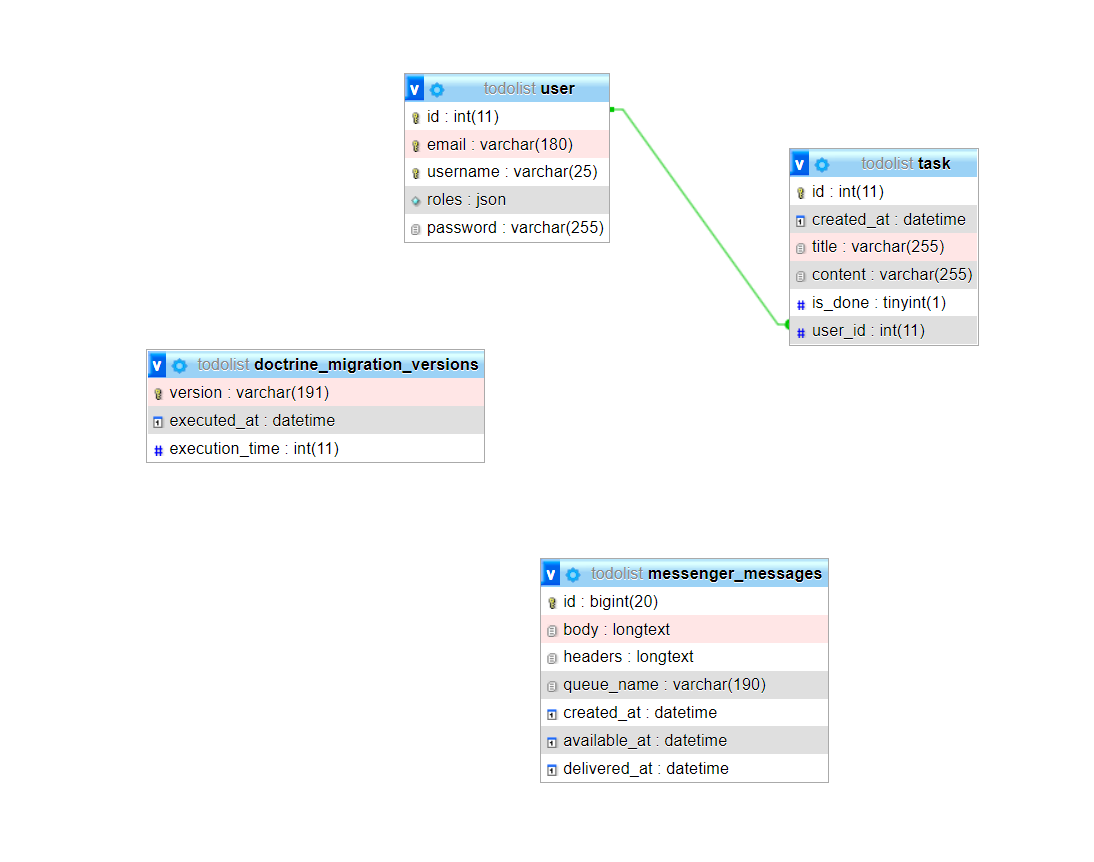 v todolist user
id : int(11)
email : varchar(180)
username : varchar(25)
roles : json
password : varchar(255)
v todolist task
id : int(11)
created_at : datetime
title : varchar(255)
content : varchar(255)
# is_done : tinyint(1)
# user_id : int(11)
v todolist doctrine_migration_versions
version : varchar(191)
executed_at : datetime
# execution_time : int(11)
v todolist messenger_messages
id : bigint(20)
body : longtext
headers : longtext
queue_name : varchar(190)
created_at : datetime
available_at : datetime
delivered_at : datetime